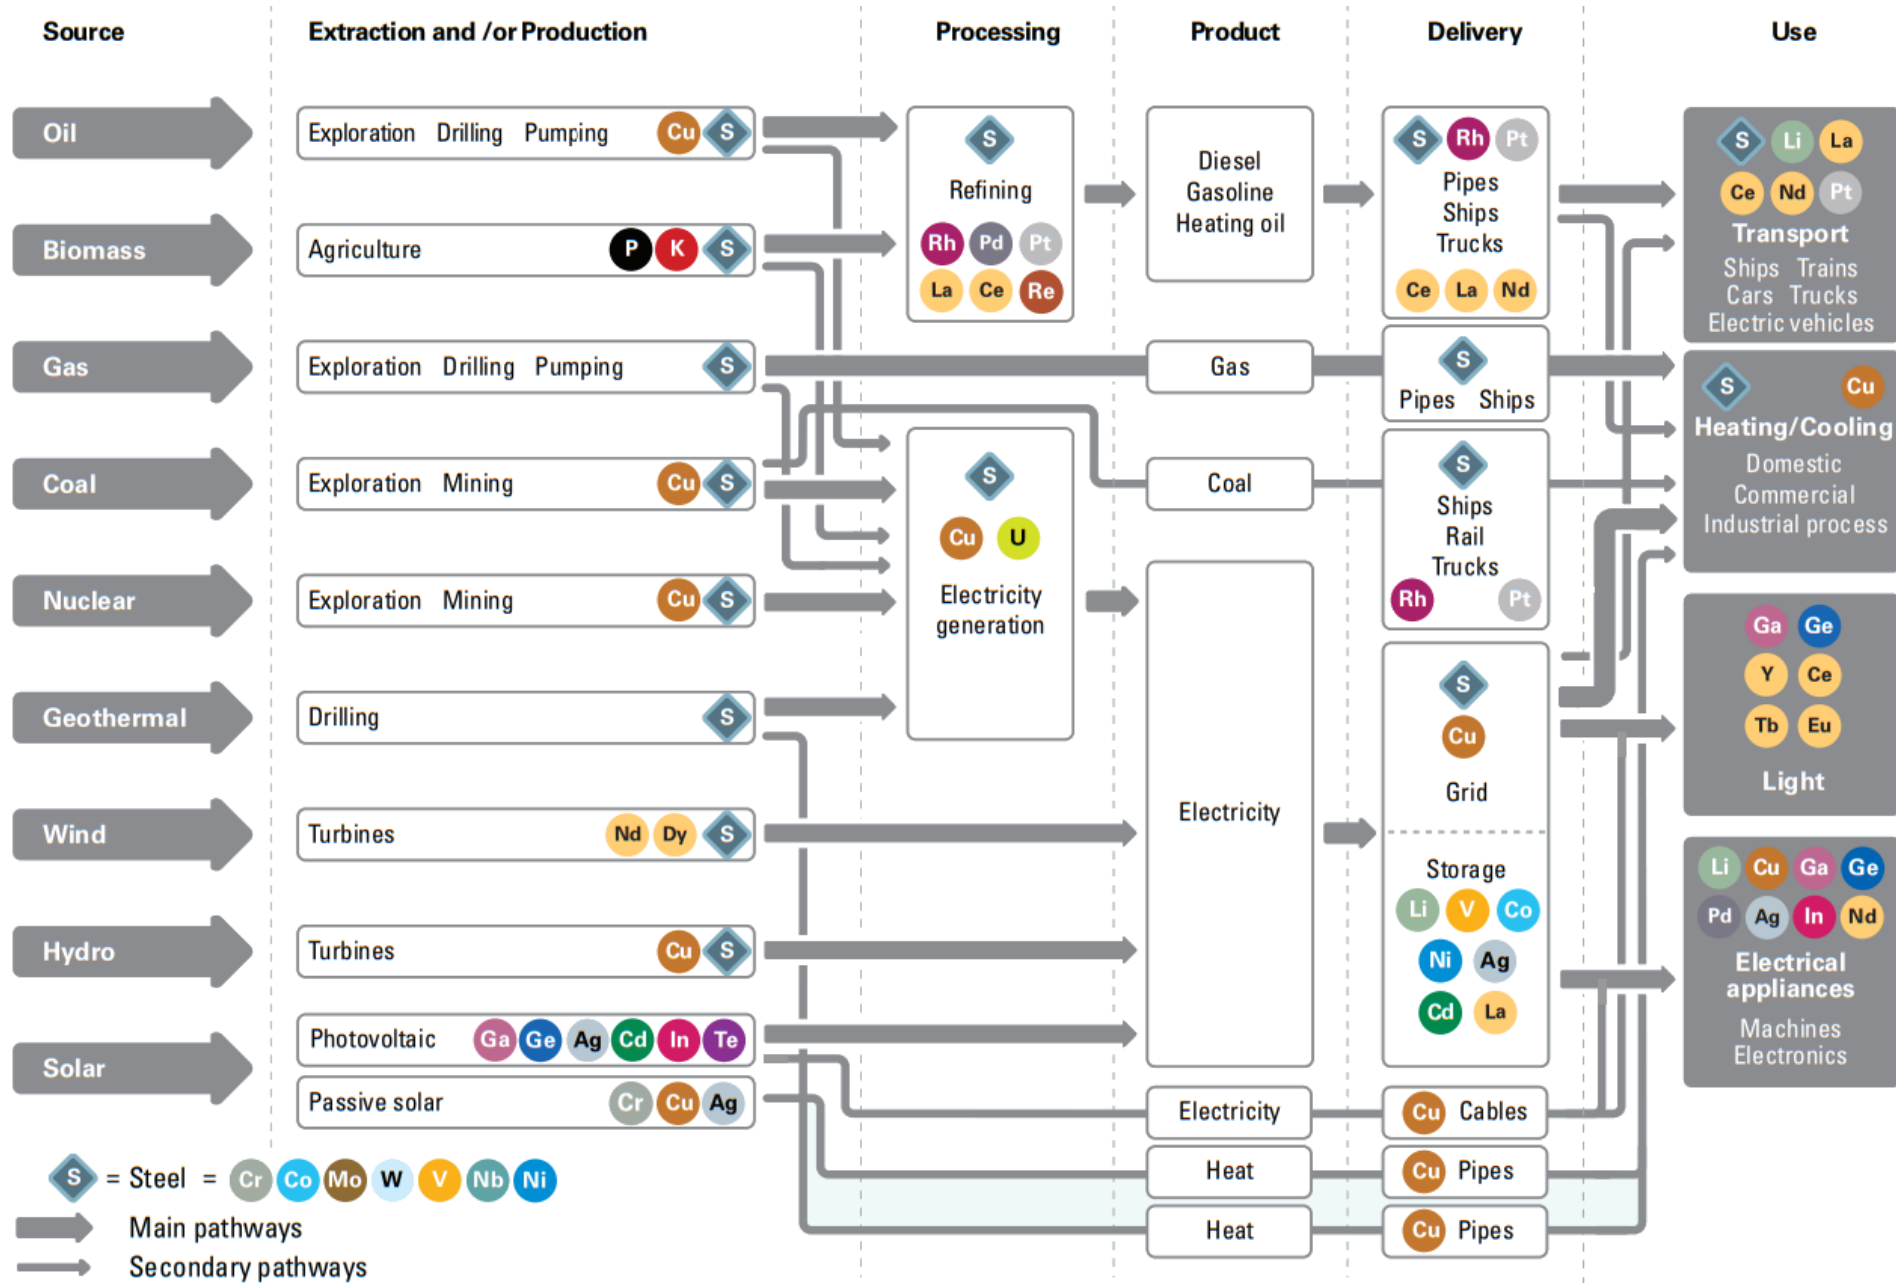 Source
Extraction and /or Production
Processing
Product
Delivery
Use
Oil
Exploration Drilling Pumping Cu S
Biomass
Agriculture P K S
Gas
Exploration Drilling Pumping S
Coal
Exploration Mining Cu S
Nuclear
Exploration Mining Cu S
Geothermal
Drilling S
Wind
Turbines Nd Dy S
Hydro
Turbines Cu S
Solar
Photovoltaic Ga Ge Ag Cd In Te
Passive solar Cr Cu Ag
S
Refining
Rh Pd Pt
La Ce Re
S
Cu U
Electricity
generation
Diesel
Gasoline
Heating oil
Gas
Coal
Electricity
Electricity
Heat
Heat
S Rh Pt
Pipes
Ships
Trucks
Ce La Nd
S
Pipes Ships
S
Ships
Rail
Trucks
Rh Pt
S
Cu
Grid
Storage
Li V Co
Ni Ag
Cd La
Cu Cables
Cu Pipes
Cu Pipes
S Li La
Ce Nd Pt
Transport
Ships Trains
Cars Trucks
Electric vehicles
S Cu
Heating/Cooling
Domestic
Commercial
Industrial process
Ga Ge
Y Ce
Tb Eu
Light
Li Cu Ga Ge
Pd Ag In Nd
Electrical
appliances
Machines
Electronics
S = Steel = Cr Co Mo W V Nb Ni
Main pathways
Secondary pathways